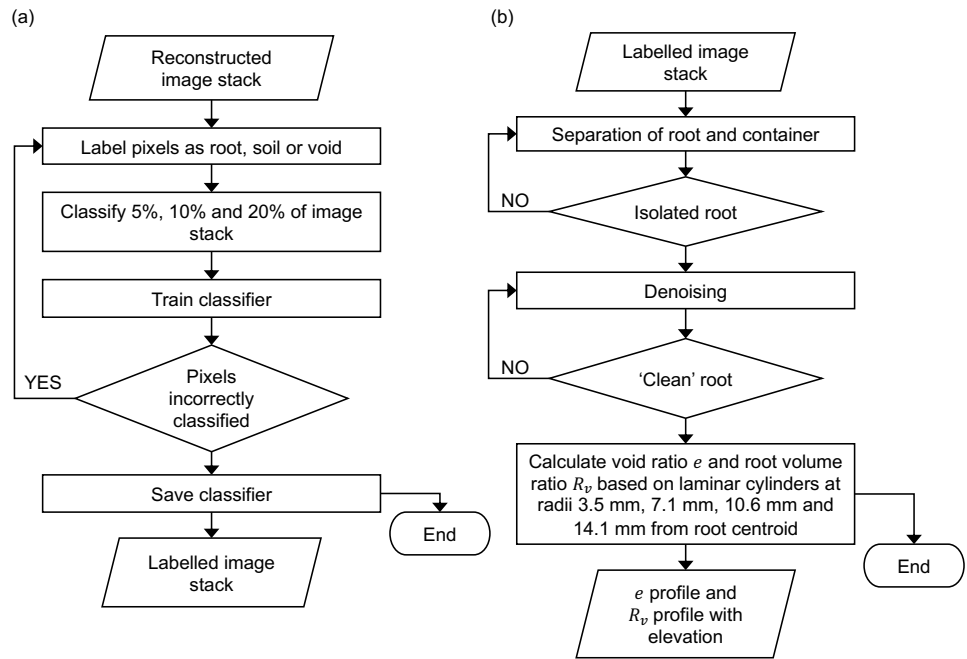 (a)
Reconstructed
image stack
Label pixels as root, soil or void
Classify 5%, 10% and 20% of image
stack
Train classifier
YES
Pixels
incorrectly
classified
Save classifier
End
Labelled image
stack
(b)
Labelled image
stack
Separation of root and container
NO
Isolated root
Denoising
NO
‘Clean’ root
Calculate void ratio e and root volume
ratio Rᵥ based on laminar cylinders at
radii 3.5 mm, 7.1 mm, 10.6 mm and
14.1 mm from root centroid
End
e profile and
Rᵥ profile with
elevation